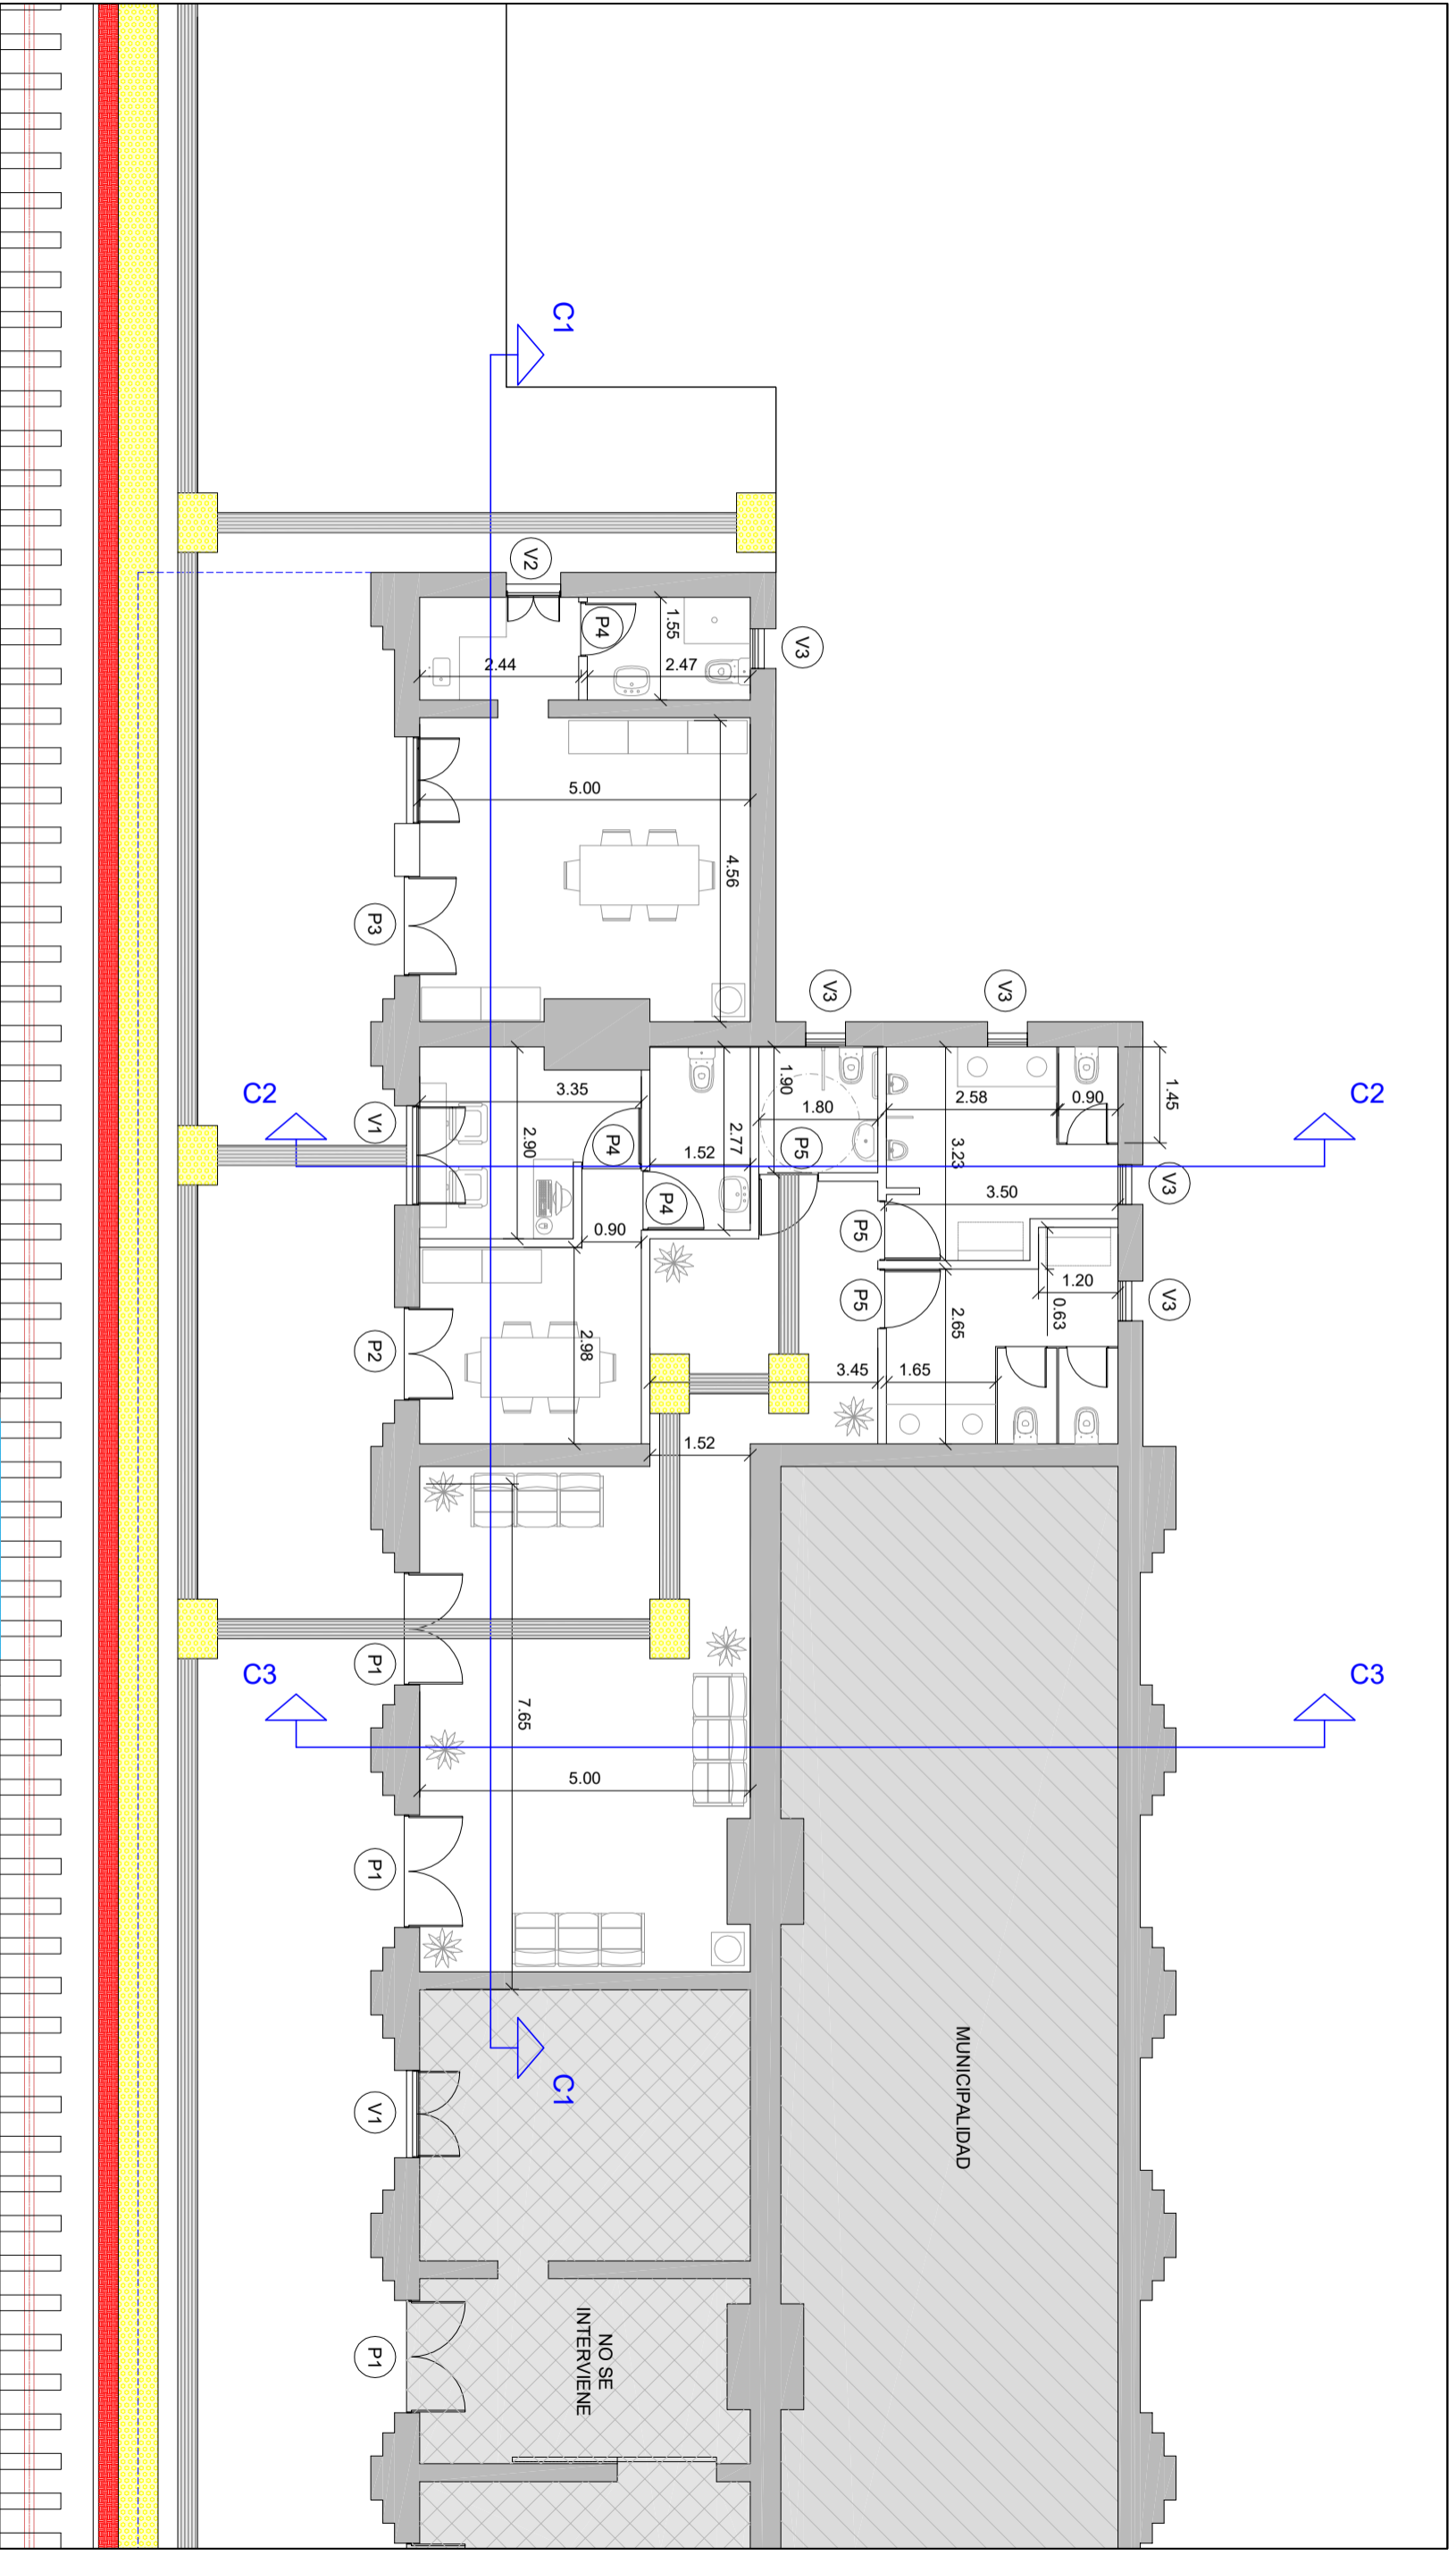 C1
V2
P4
1.55
V3
2.44
2.47
5.00
4.56
P3
V3
V3
C2
V1
3.35
2.90
P4
1.52
2.77
1.90
1.80
P5
2.58
0.90
1.45
C2
3.23
3.50
V3
P4
0.90
P5
P5
1.20
0.63
V3
P2
2.98
2.65
3.45
1.65
1.52
C3
P1
7.65
C3
5.00
P1
C1
V1
MUNICIPALIDAD
NO SE
INTERVIENE
P1